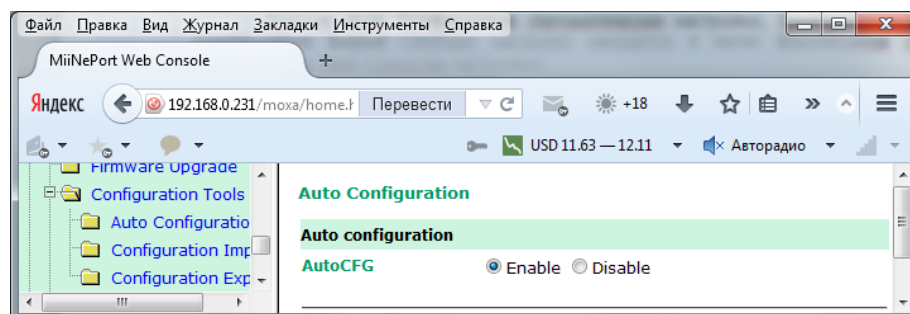 Файл Правка Вид Журнал Закладки Инструменты Справка
MiiNePort Web Console
Яндекс 192.168.0.231/moxa/home.h Перевести +18
USD 11.63 — 12.11 Авторадио
Firmware Upgrade
Configuration Tools
Auto Configuratio
Configuration Imp
Configuration Exp
Auto Configuration
Auto configuration
AutoCFG Enable Disable